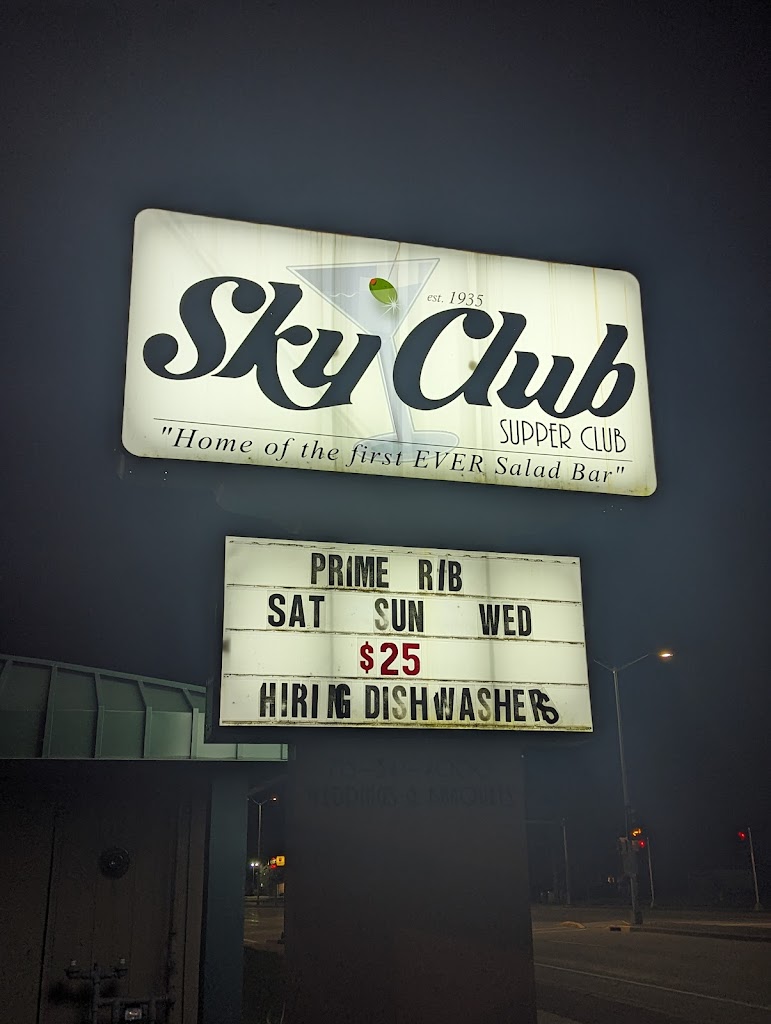 est. 1935
Sky Club
SUPPER CLUB
"Home of the first EVER Salad Bar"
PRIME RIB
SAT SUN WED
$25
HIRING DISHWASHERS